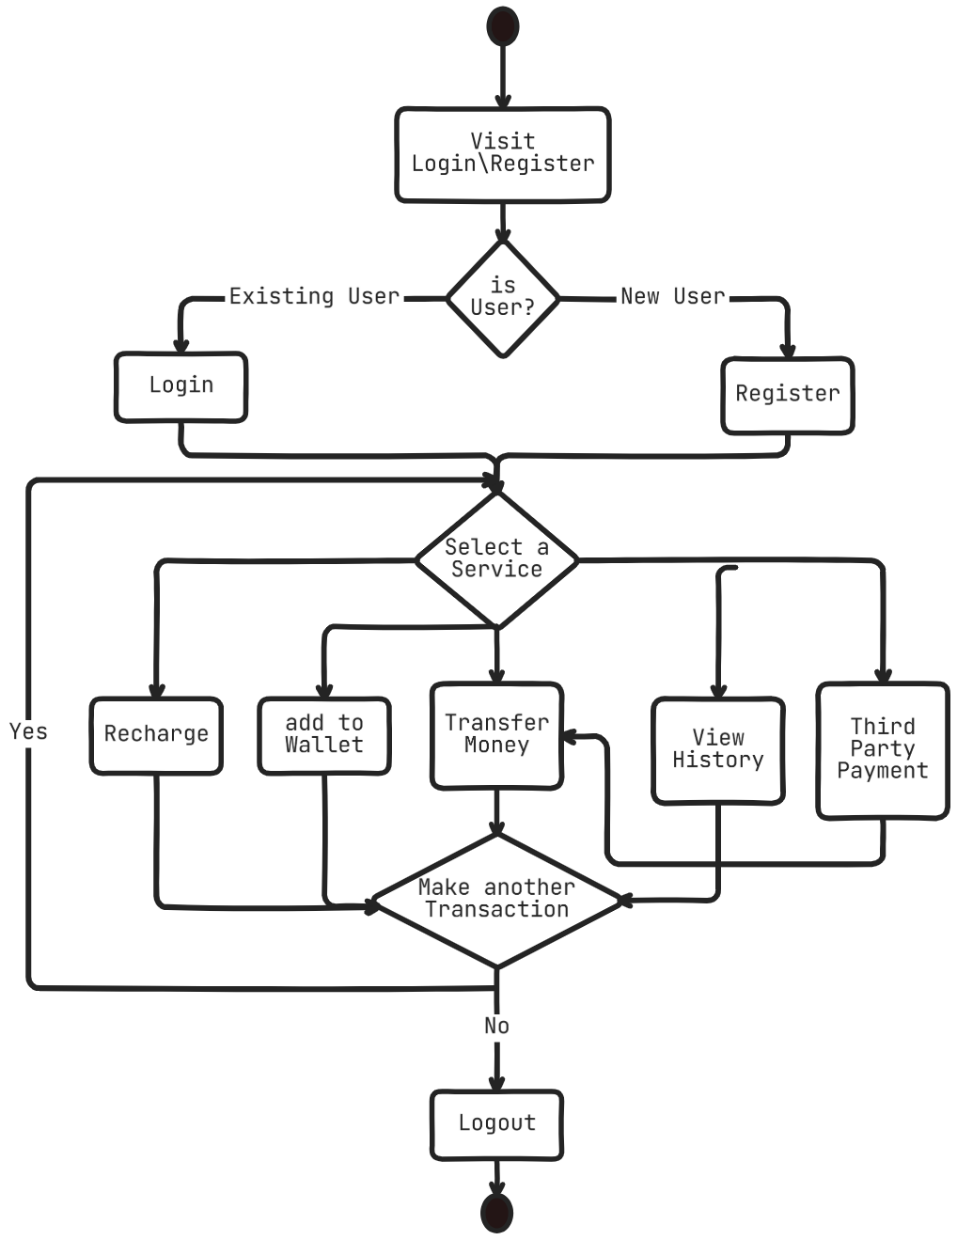 Visit
Login\Register
is
User?
Existing User
New User
Login
Register
Select a
Service
Recharge
add to
Wallet
Transfer
Money
View
History
Third
Party
Payment
Yes
Make another
Transaction
No
Logout